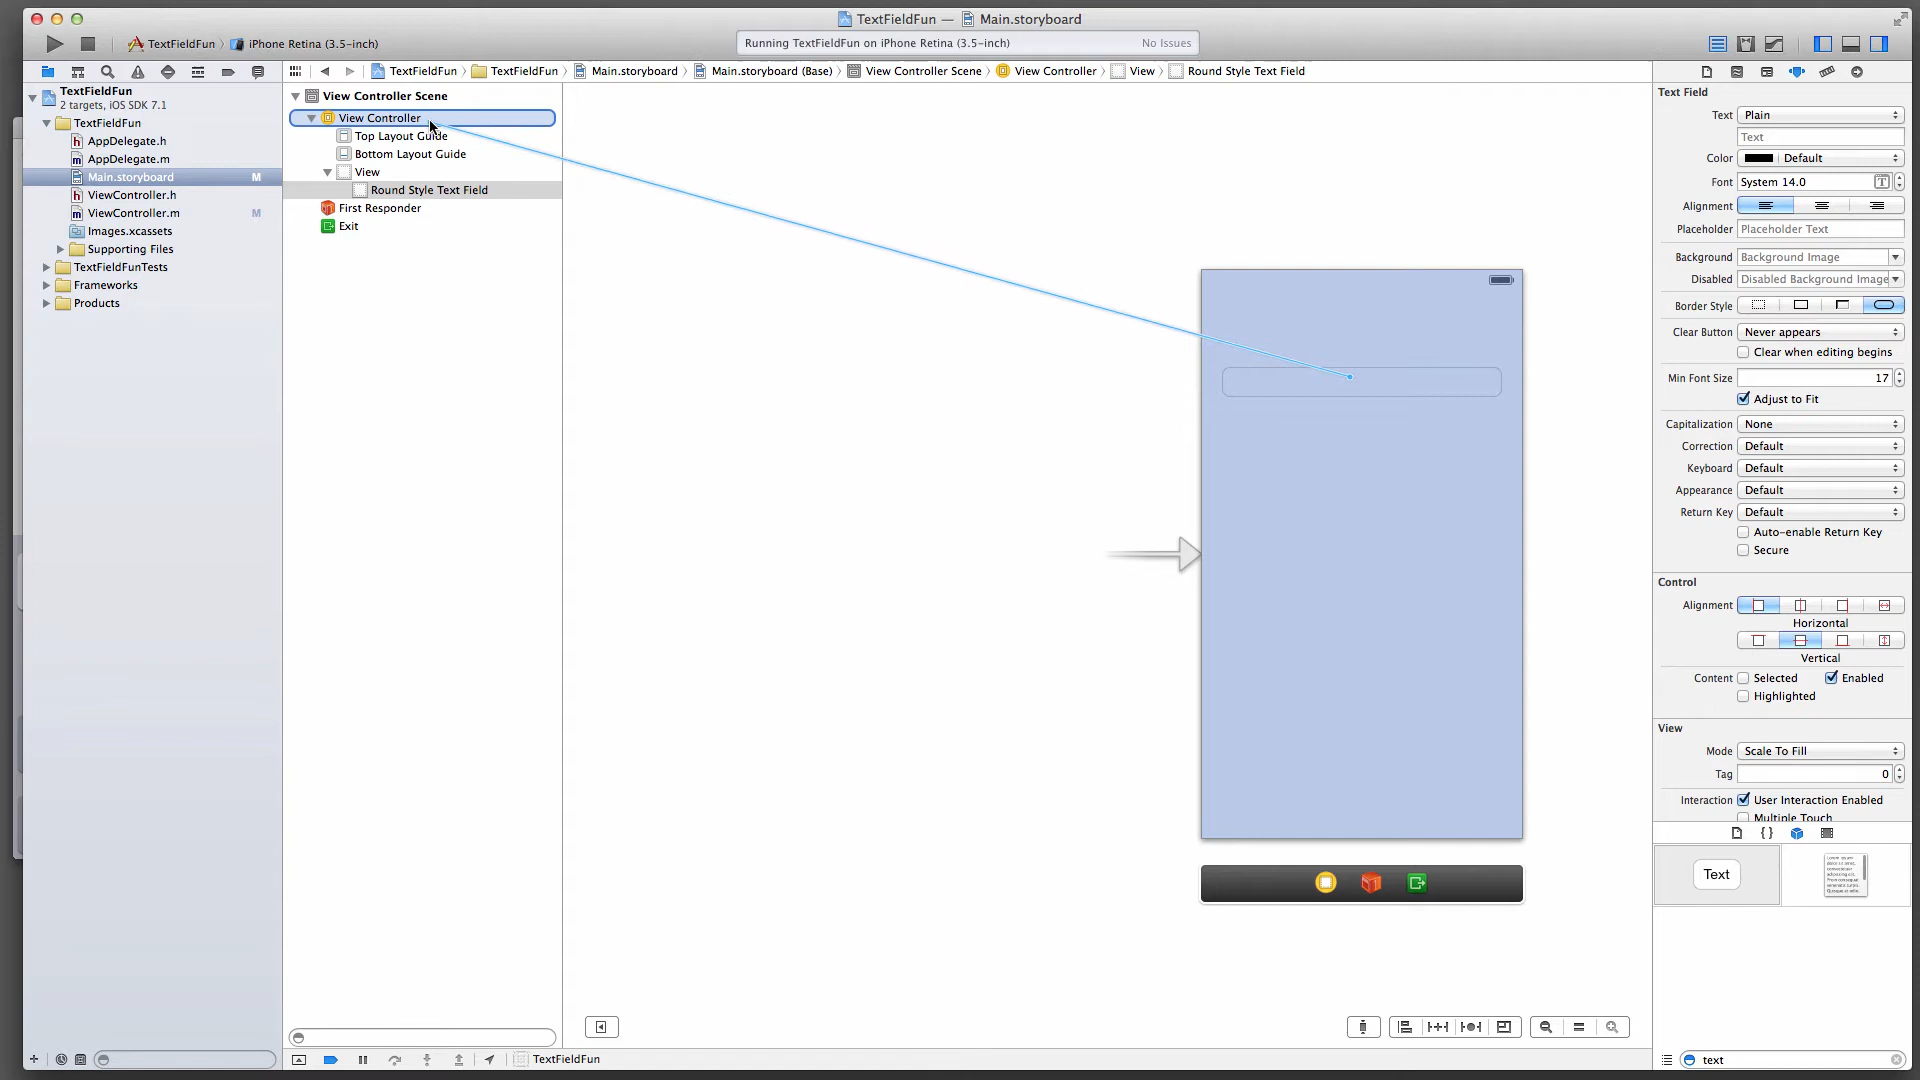 TextFieldFun — Main.storyboard
TextFieldFun 〉 iPhone Retina (3.5-inch)
Running TextFieldFun on iPhone Retina (3.5-inch) No Issues
TextFieldFun 〉 TextFieldFun 〉 Main.storyboard 〉 Main.storyboard (Base) 〉 View Controller Scene 〉 View Controller 〉 View 〉 Round Style Text Field
TextFieldFun
2 targets, iOS SDK 7.1
TextFieldFun
AppDelegate.h
AppDelegate.m
Main.storyboard M
ViewController.h
ViewController.m M
Images.xcassets
Supporting Files
TextFieldFunTests
Frameworks
Products
View Controller Scene
View Controller
Top Layout Guide
Bottom Layout Guide
View
Round Style Text Field
First Responder
Exit
TextFieldFun
Text Field
Text Plain
Text
Color Default
Font System 14.0
Alignment
Placeholder Placeholder Text
Background Background Image
Disabled Disabled Background Image
Border Style
Clear Button Never appears
Clear when editing begins
Min Font Size 17
Adjust to Fit
Capitalization None
Correction Default
Keyboard Default
Appearance Default
Return Key Default
Auto-enable Return Key
Secure
Control
Alignment
Horizontal
Vertical
Content Selected Enabled
Highlighted
View
Mode Scale To Fill
Tag 0
Interaction User Interaction Enabled
Multiple Touch
Text
text